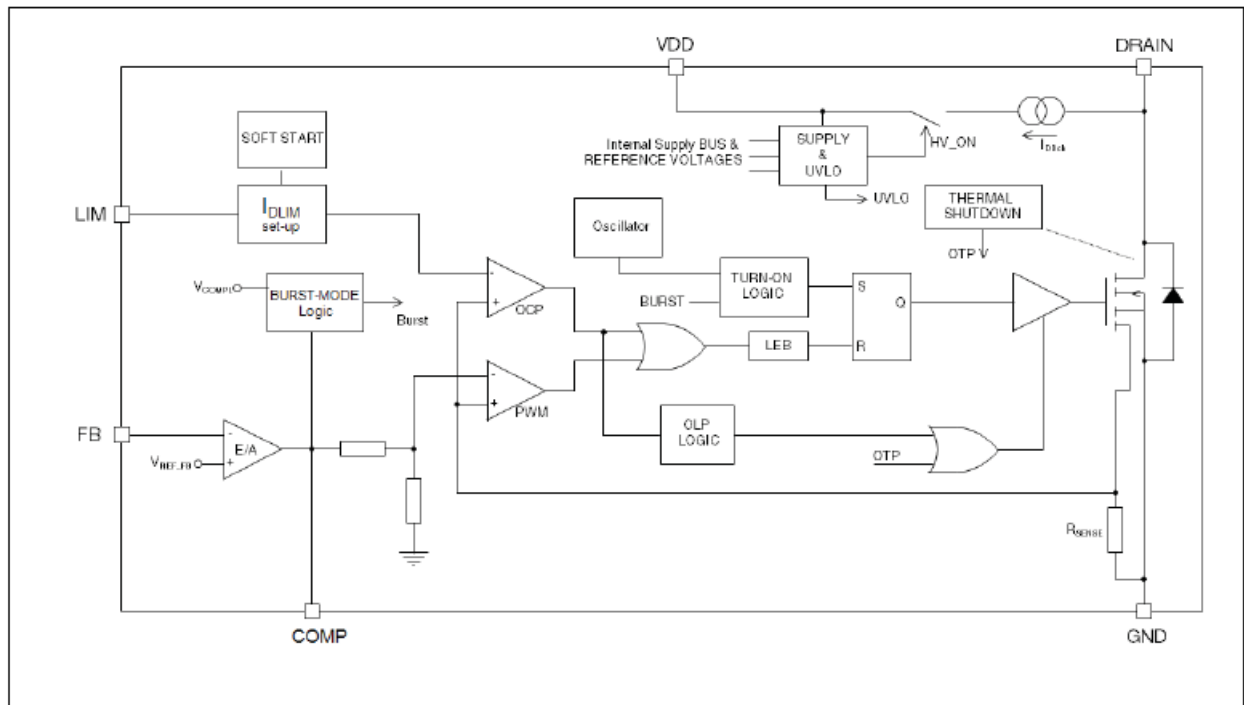 VDD
DRAIN
SOFT START
Internal Supply BUS &
REFERENCE VOLTAGES
SUPPLY
&
UVLO
HV_ON
LIM
IDLIM
set-up
UVLO
THERMAL
SHUTDOWN
Oscillator
OTP
VCOMPL
BURST-MODE
Logic
Burst
-
+
OCP
BURST
TURN-ON
LOGIC
S
Q
R
LEB
-
+
PWM
FB
-
E/A
VREF_FB
+
OLP
LOGIC
OTP
RSENSE
COMP
GND